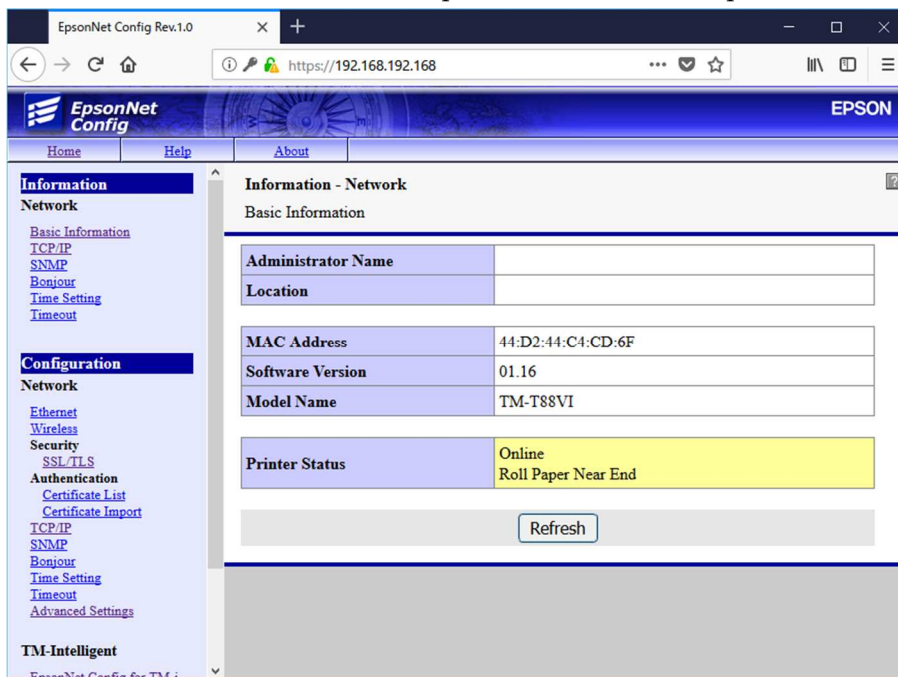 EpsonNet Config Rev.1.0
https://192.168.192.168
EpsonNet
Config
EPSON
Home
Help
About
Information
Network
Basic Information
TCP/IP
SNMP
Bonjour
Time Setting
Timeout
Configuration
Network
Ethernet
Wireless
Security
SSL/TLS
Authentication
Certificate List
Certificate Import
TCP/IP
SNMP
Bonjour
Time Setting
Timeout
Advanced Settings
TM-Intelligent
Information - Network
Basic Information
Administrator Name
Location
MAC Address 44:D2:44:C4:CD:6F
Software Version 01.16
Model Name TM-T88VI
Printer Status Online
Roll Paper Near End
Refresh